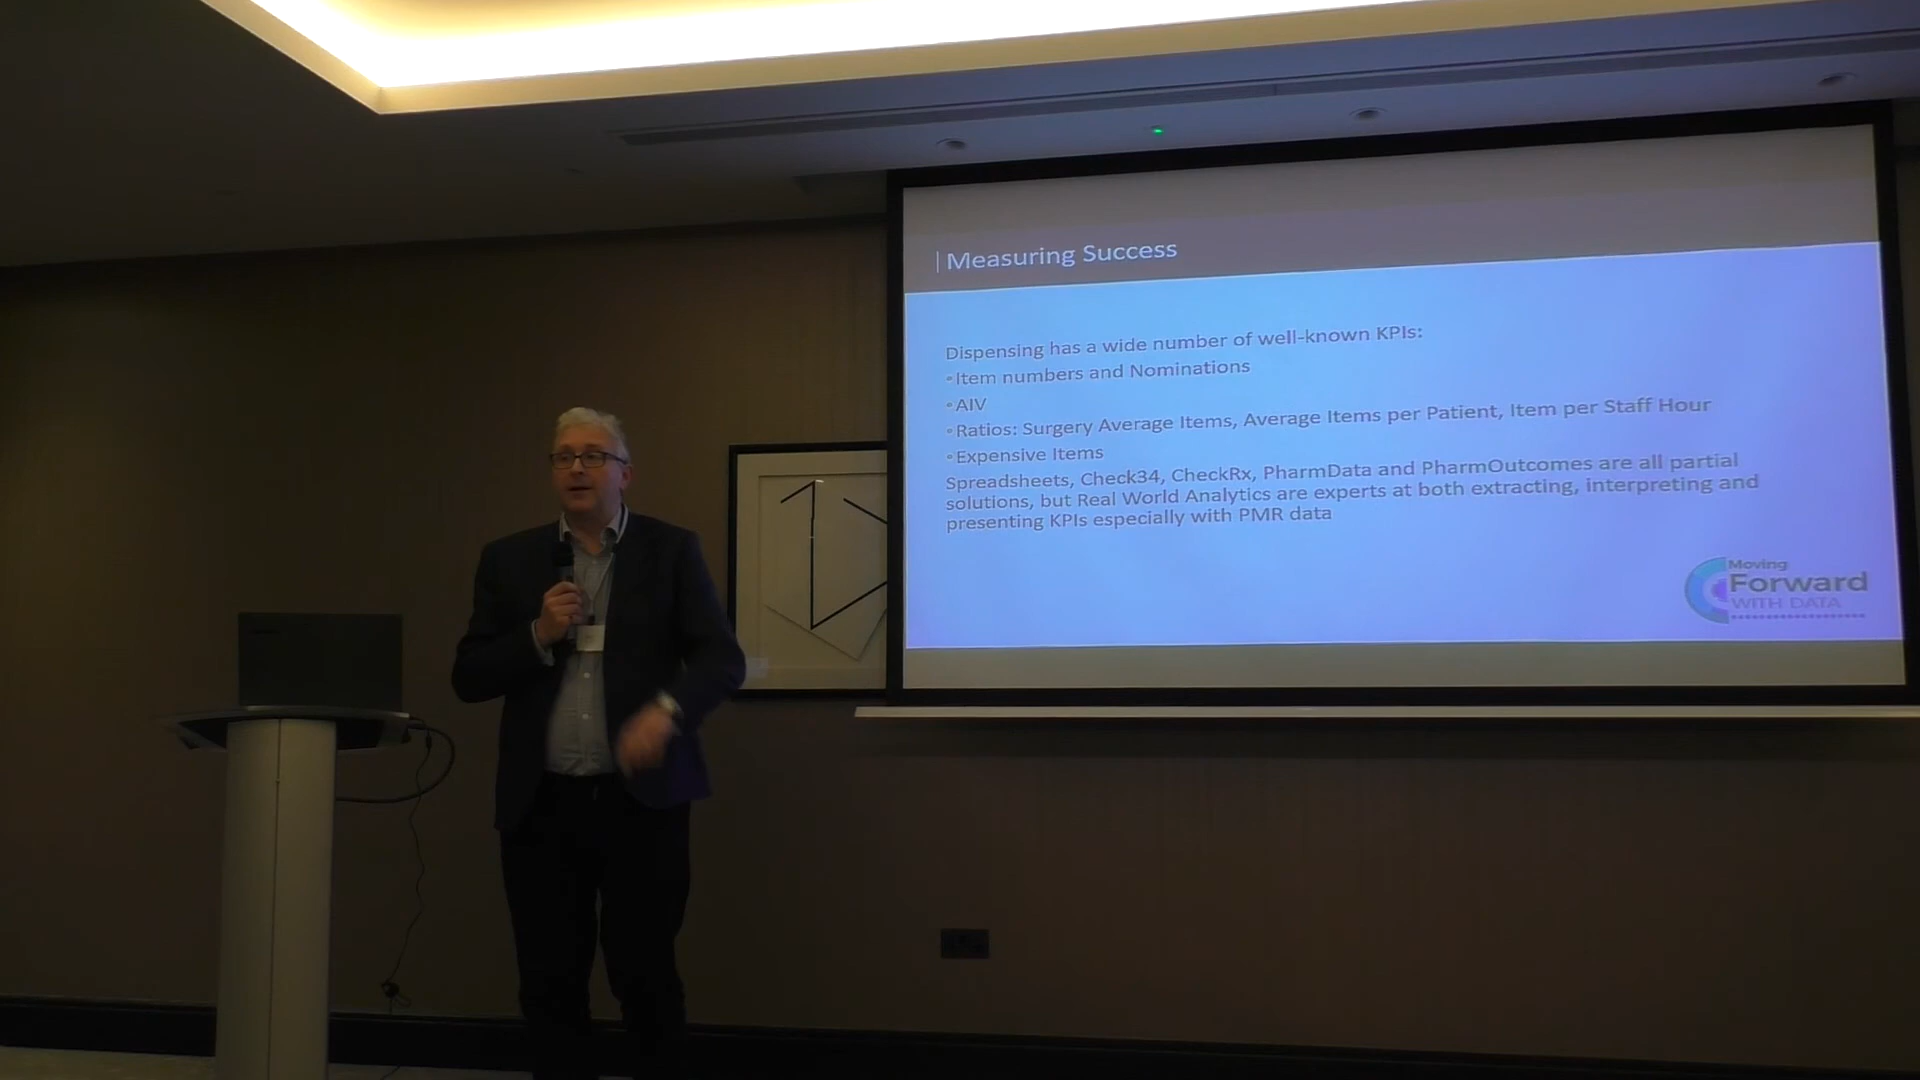 Measuring Success
Dispensing has a wide number of well-known KPIs:
◦Item numbers and Nominations
◦AIV
◦Ratios: Surgery Average Items, Average Items per Patient, Item per Staff Hour
◦Expensive Items
Spreadsheets, Check34, CheckRx, PharmData and PharmOutcomes are all partial
solutions, but Real World Analytics are experts at both extracting, interpreting and
presenting KPIs especially with PMR data
Moving
Forward
WITH DATA